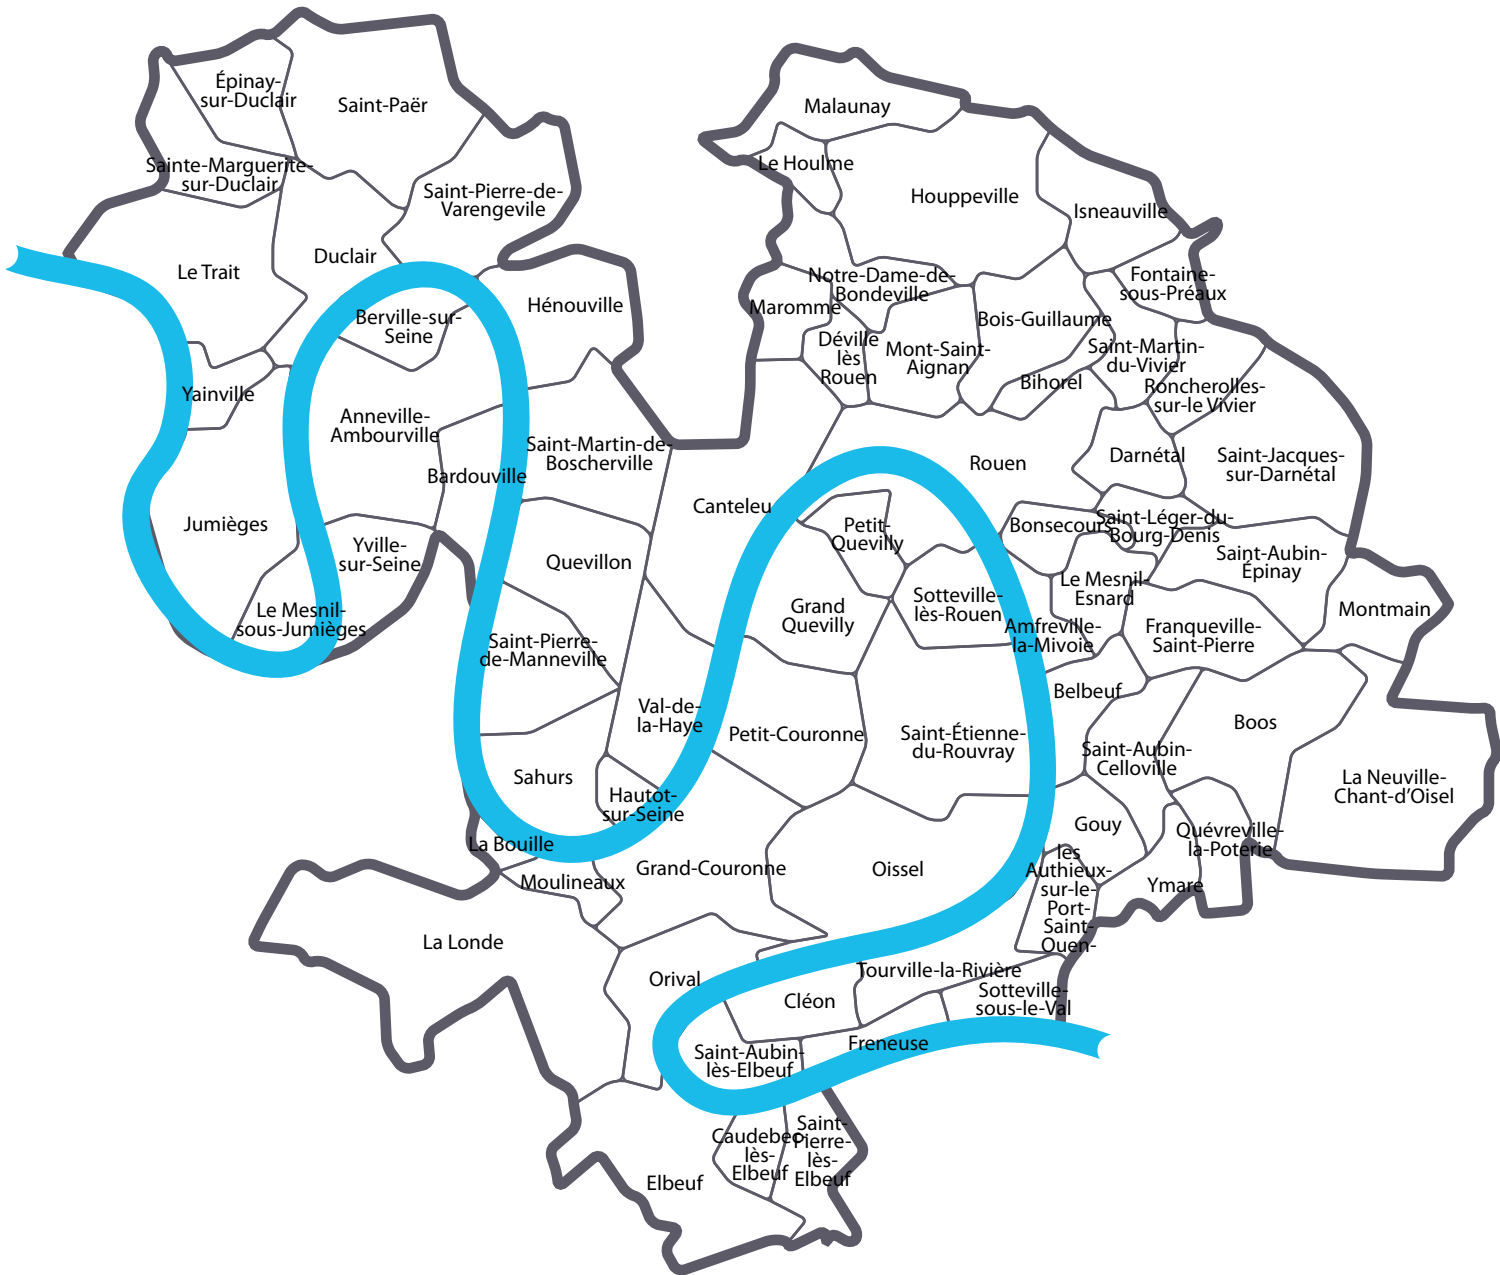 Épinay-
sur-Duclair
Saint-Paër
Sainte-Marguerite-
sur-Duclair
Saint-Pierre-de-
Varengevile
Le Trait
Duclair
Hénouville
Berville-sur-
Seine
Yainville
Anneville-
Ambourville
Bardouville
Saint-Martin-de-
Boscherville
Jumièges
Yville-
sur-Seine
Le Mesnil-
sous-Jumièges
Quevillon
Saint-Pierre-
de-Manneville
Sahurs
Val-de-
la-Haye
Hautot-
sur-Seine
La Bouille
Moulineaux
La Londe
Malaunay
Le Houlme
Houppeville
Isneauville
Notre-Dame-de-
Bondeville
Maromme
Fontaine-
sous-Préaux
Bois-Guillaume
Déville
lès
Rouen
Mont-Saint-
Aignan
Bihorel
Saint-Martin-
du-Vivier
Roncherolles-
sur-le Vivier
Rouen
Darnétal
Saint-Jacques-
sur-Darnétal
Canteleu
Petit-
Quevilly
Bonsecours
Saint-Léger-du-
Bourg-Denis
Saint-Aubin-
Épinay
Le Mesnil-
Esnard
Montmain
Grand
Quevilly
Sotteville-
lès-Rouen
Amfreville-
la-Mivoie
Franqueville-
Saint-Pierre
Belbeuf
Boos
Petit-Couronne
Saint-Étienne-
du-Rouvray
Saint-Aubin-
Celloville
La Neuville-
Chant-d'Oisel
Gouy
Quévreville-
la-Poterie
Grand-Couronne
Oissel
les
Authieux-
sur-le-
Port-
Saint-
Ouen-
Ymare
Orival
Cléon
Tourville-la-Rivière
Sotteville-
sous-le-Val
Freneuse
Saint-Aubin-
lès-Elbeuf
Caudebec-
lès-
Elbeuf
Saint-
Pierre-
lès-
Elbeuf
Elbeuf